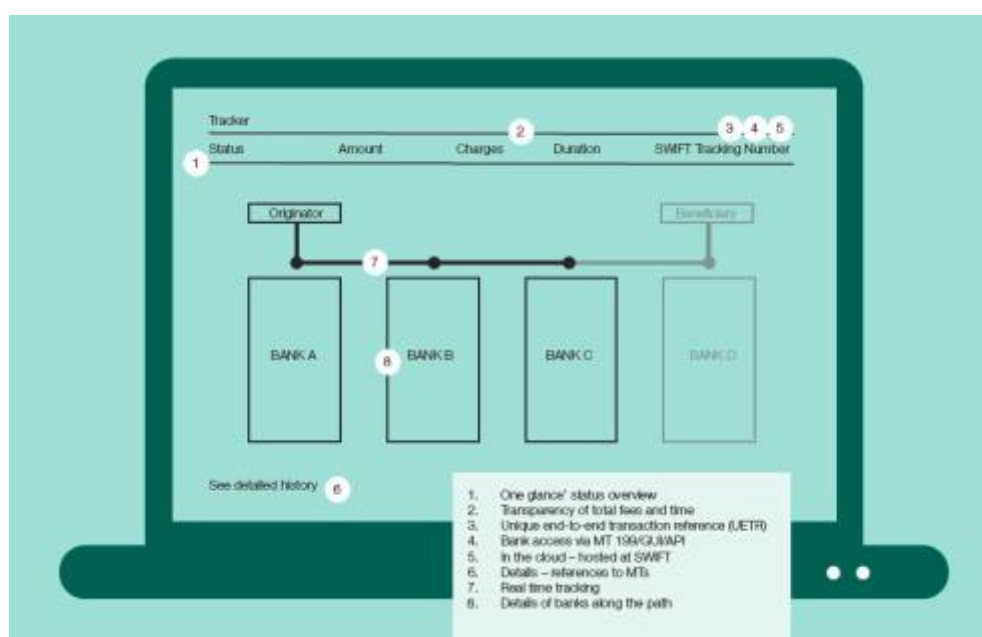 Tracker
2
3 4 5
Status Amount Charges Duration SWIFT Tracking Number
1
Originator Beneficiary
7
BANK A BANK B BANK C BANK D
8
See detailed history 6
1. One glance' status overview
2. Transparency of total fees and time
3. Unique end-to-end transaction reference (UETR)
4. Bank access via MT 199/GUI/API
5. In the cloud – hosted at SWIFT
6. Details – references to MTs
7. Real time tracking
8. Details of banks along the path